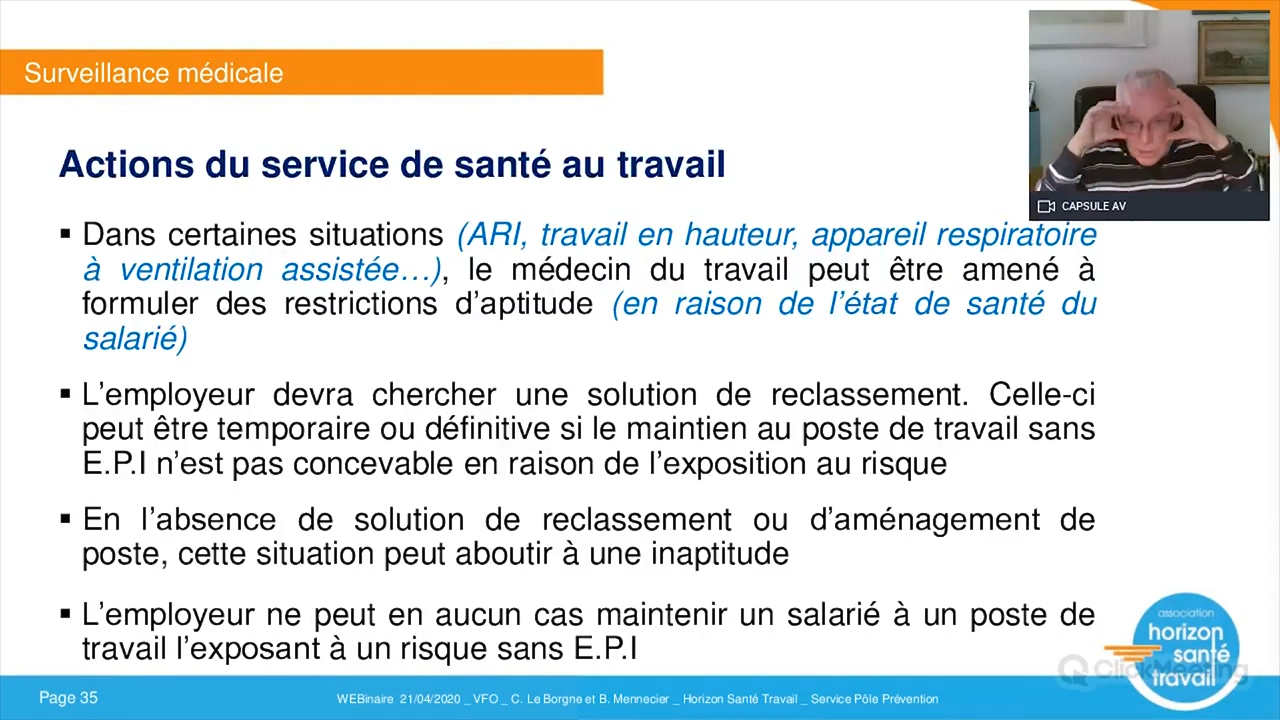 Surveillance médicale
CAPSULE AV
Actions du service de santé au travail
▪ Dans certaines situations (ARI, travail en hauteur, appareil respiratoire
à ventilation assistée…), le médecin du travail peut être amené à
formuler des restrictions d’aptitude (en raison de l’état de santé du
salarié)
▪ L’employeur devra chercher une solution de reclassement. Celle-ci
peut être temporaire ou définitive si le maintien au poste de travail sans
E.P.I n’est pas concevable en raison de l’exposition au risque
▪ En l’absence de solution de reclassement ou d’aménagement de
poste, cette situation peut aboutir à une inaptitude
▪ L’employeur ne peut en aucun cas maintenir un salarié à un poste de
travail l’exposant à un risque sans E.P.I
association
horizon
santé
travail
ClickMeeting
Page 35
WEBinaire 21/04/2020 _ VFO _ C. Le Borgne et B. Mennecier _ Horizon Santé Travail _ Service Pôle Prévention